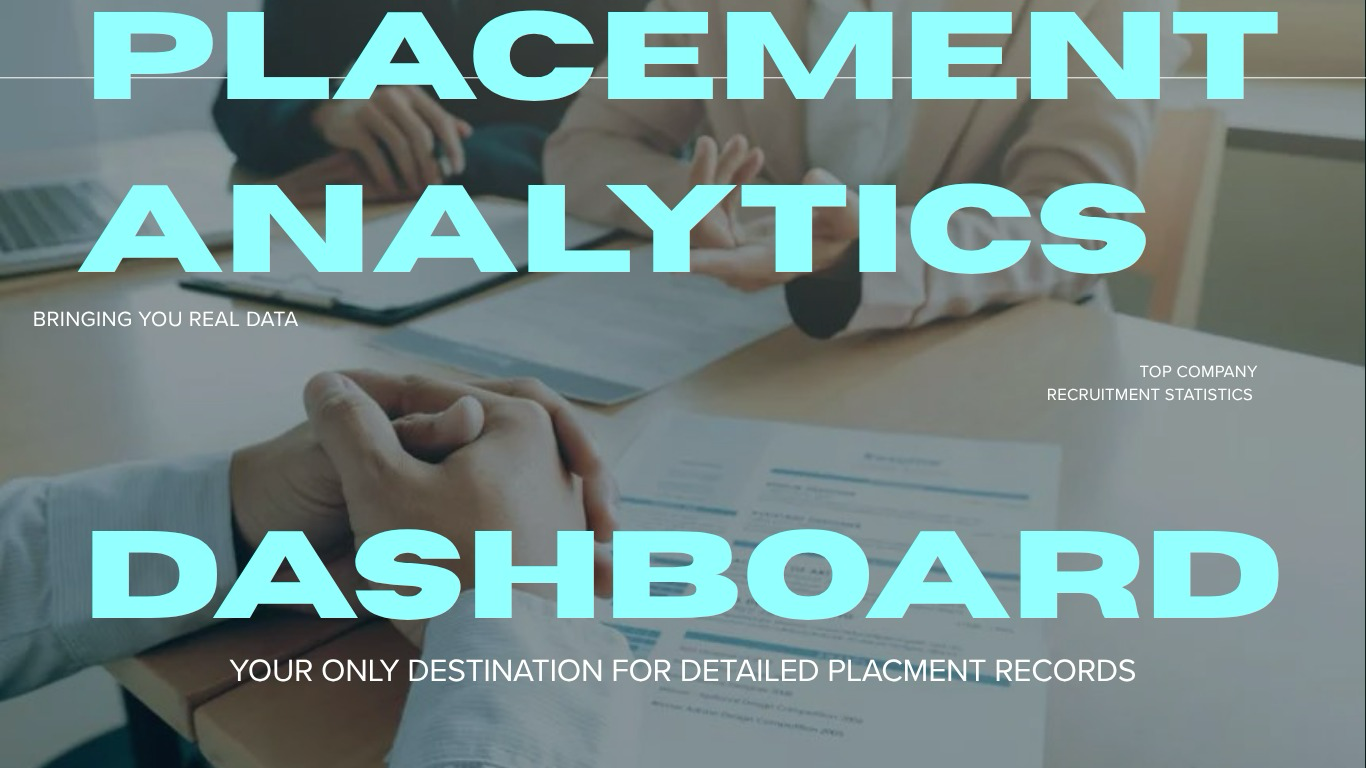 PLACEMENT
ANALYTICS
BRINGING YOU REAL DATA
TOP COMPANY
RECRUITMENT STATISTICS
DASHBOARD
YOUR ONLY DESTINATION FOR DETAILED PLACMENT RECORDS